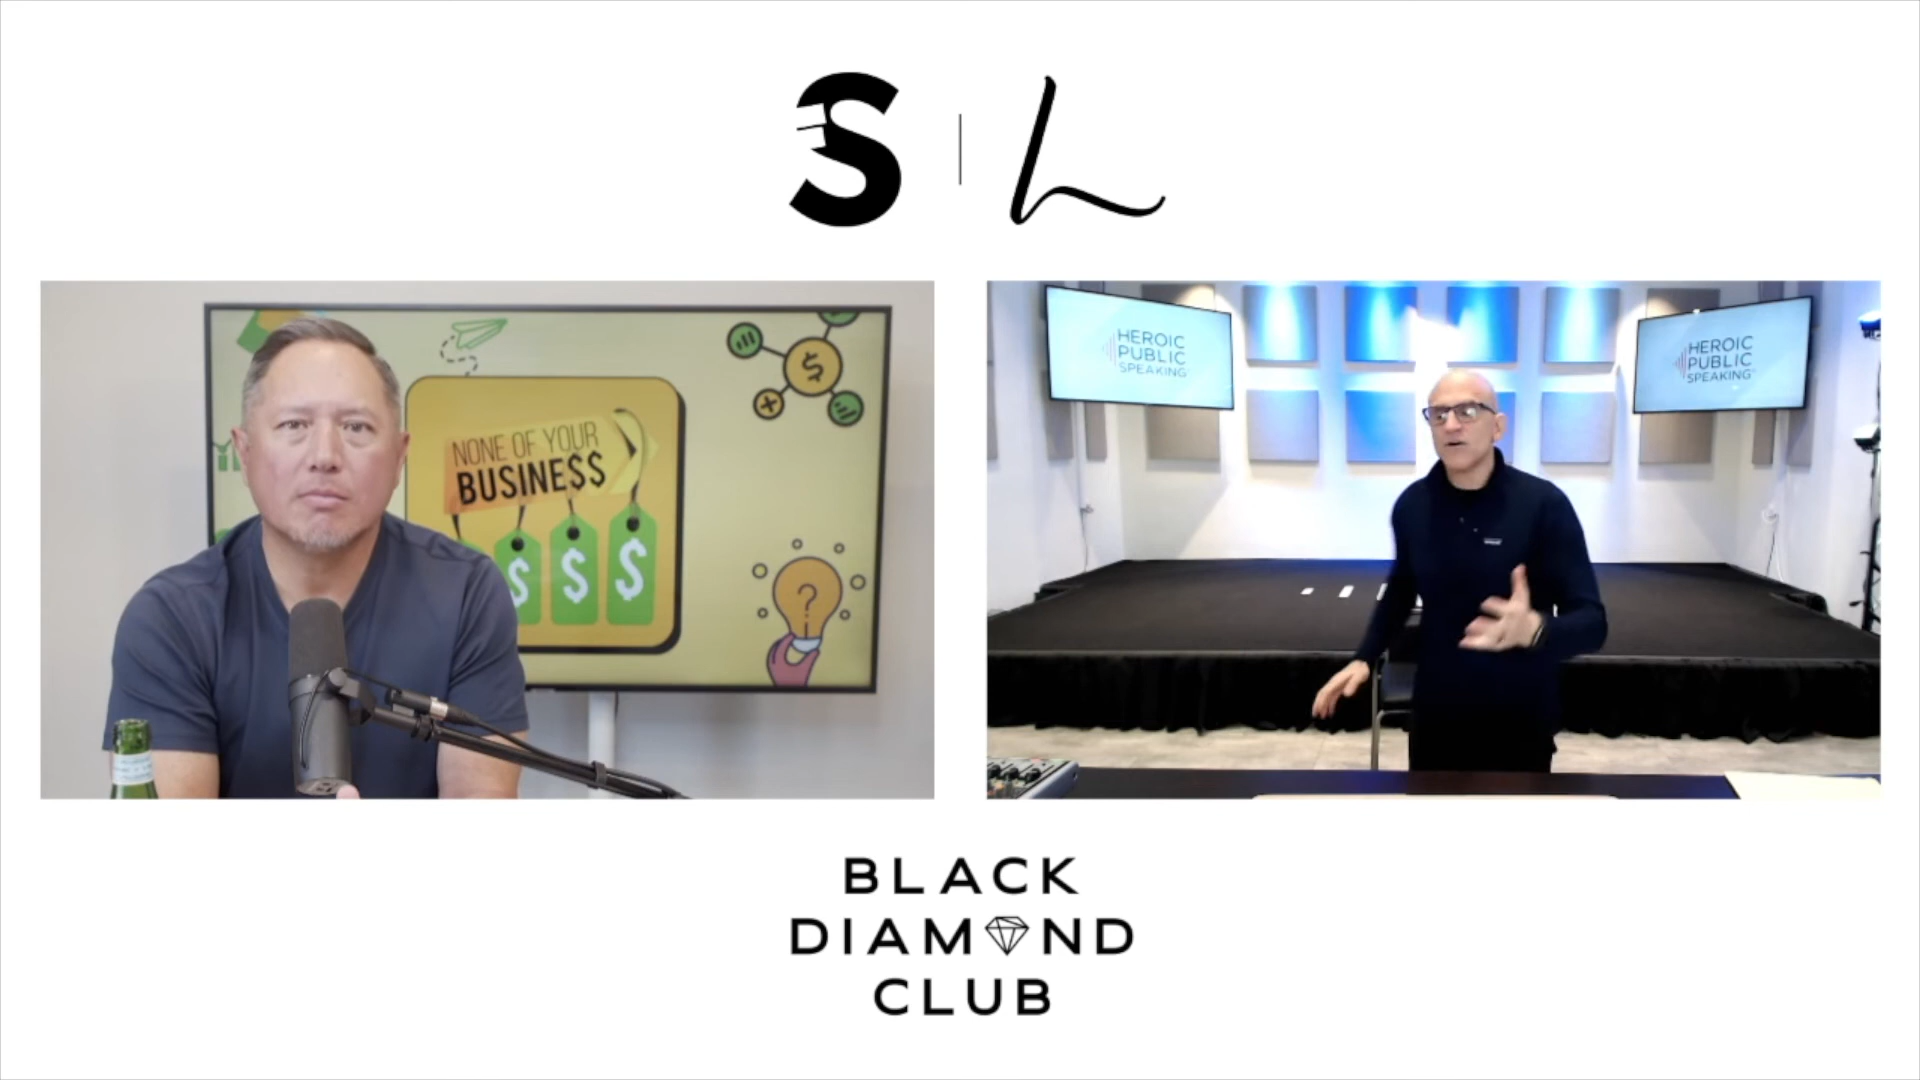 S L
NONE OF YOUR
BUSINE$$
$ $ $
$
?
HEROIC
PUBLIC
SPEAKING
HEROIC
PUBLIC
SPEAKING
BLACK
DIAMOND
CLUB